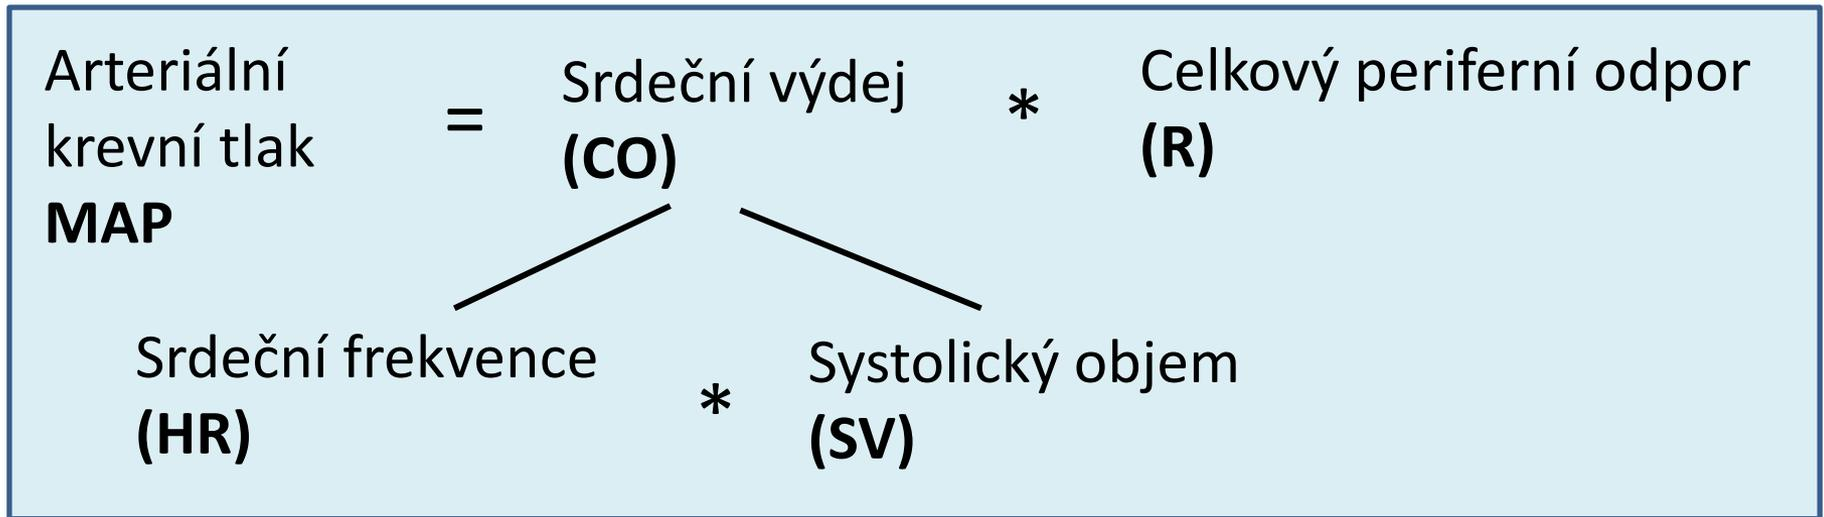 Arteriální
krevní tlak
MAP
=
Srdeční výdej
(CO)
*
Celkový periferní odpor
(R)
Srdeční frekvence
(HR)
*
Systolický objem
(SV)